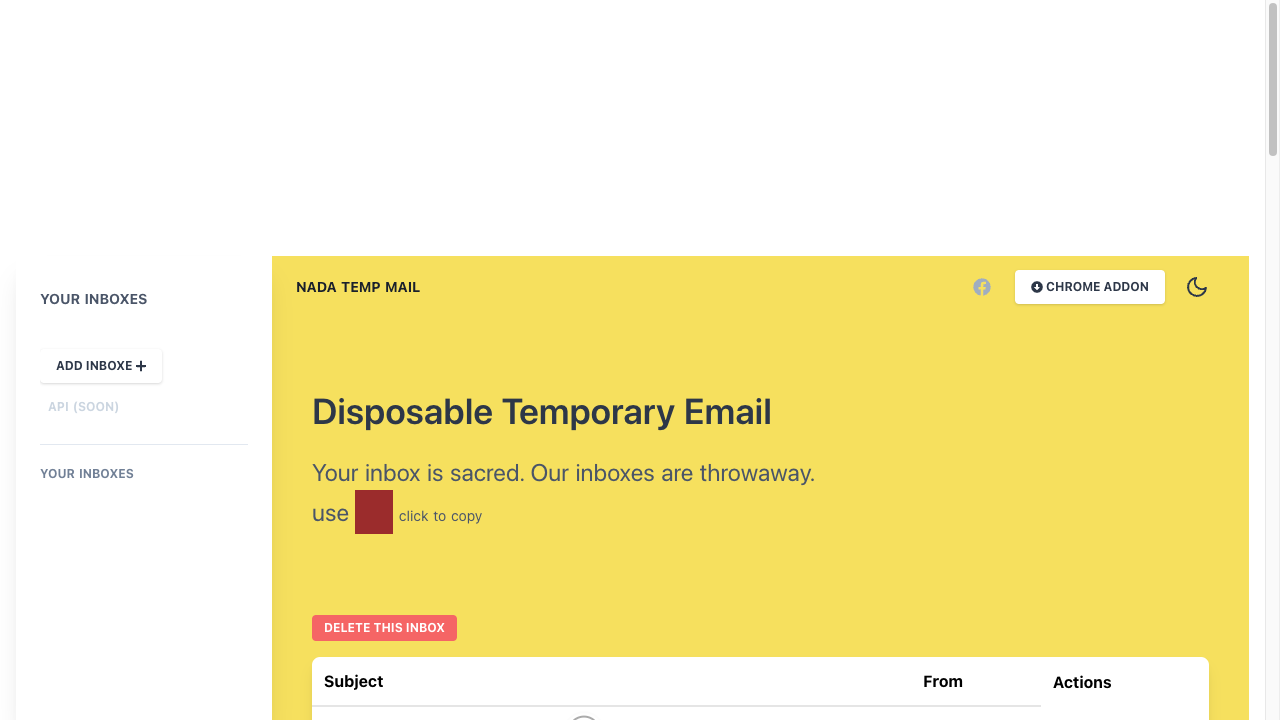 YOUR INBOXES
ADD INBOXE
API (SOON)
YOUR INBOXES
NADA TEMP MAIL
CHROME ADDON
Disposable Temporary Email
Your inbox is sacred. Our inboxes are throwaway.
use click to copy
DELETE THIS INBOX
Subject From Actions